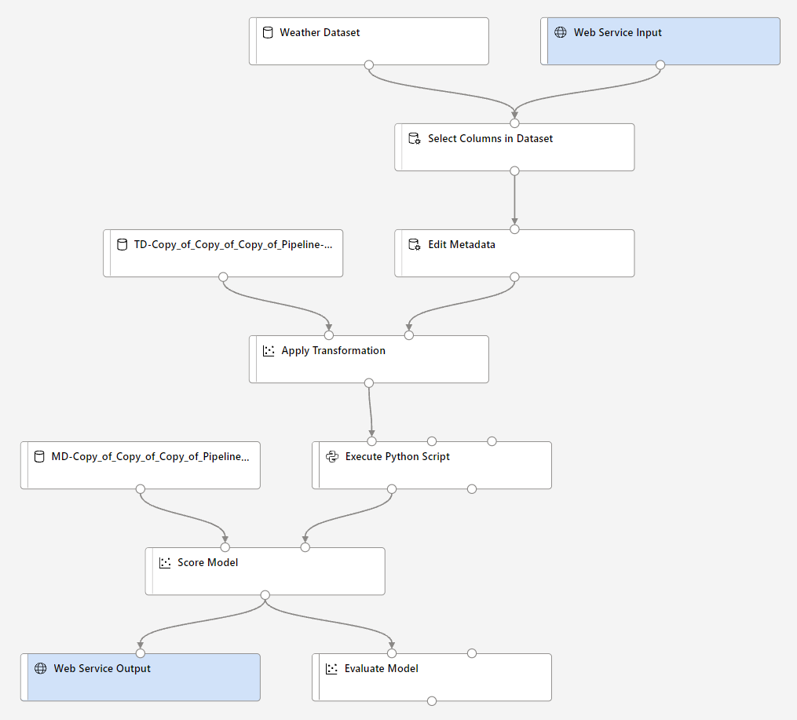 Weather Dataset
Web Service Input
Select Columns in Dataset
TD-Copy_of_Copy_of_Copy_of_Pipeline-...
Edit Metadata
Apply Transformation
MD-Copy_of_Copy_of_Copy_of_Pipeline...
Execute Python Script
Score Model
Web Service Output
Evaluate Model